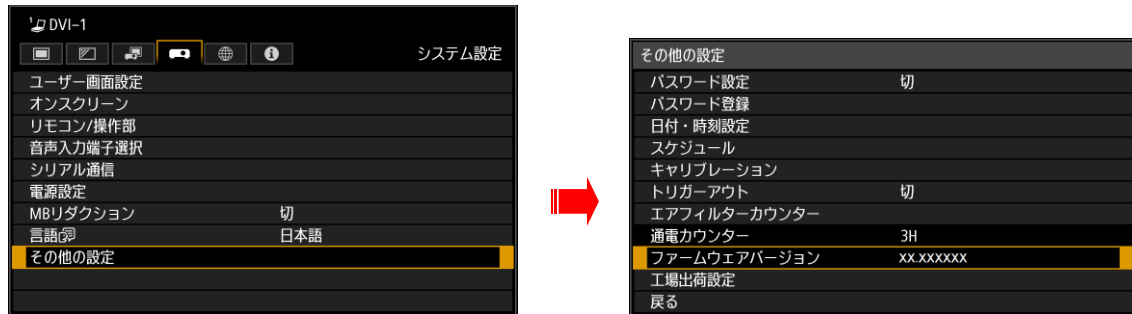 DVI-1
システム設定
ユーザー画面設定
オンスクリーン
リモコン/操作部
音声入力端子選択
シリアル通信
電源設定
MBリダクション 切
言語 日本語
その他の設定
その他の設定
パスワード設定 切
パスワード登録
日付・時刻設定
スケジュール
キャリブレーション
トリガーアウト 切
エアフィルターカウンター
通電カウンター 3H
ファームウェアバージョン xx.xxxxxx
工場出荷設定
戻る